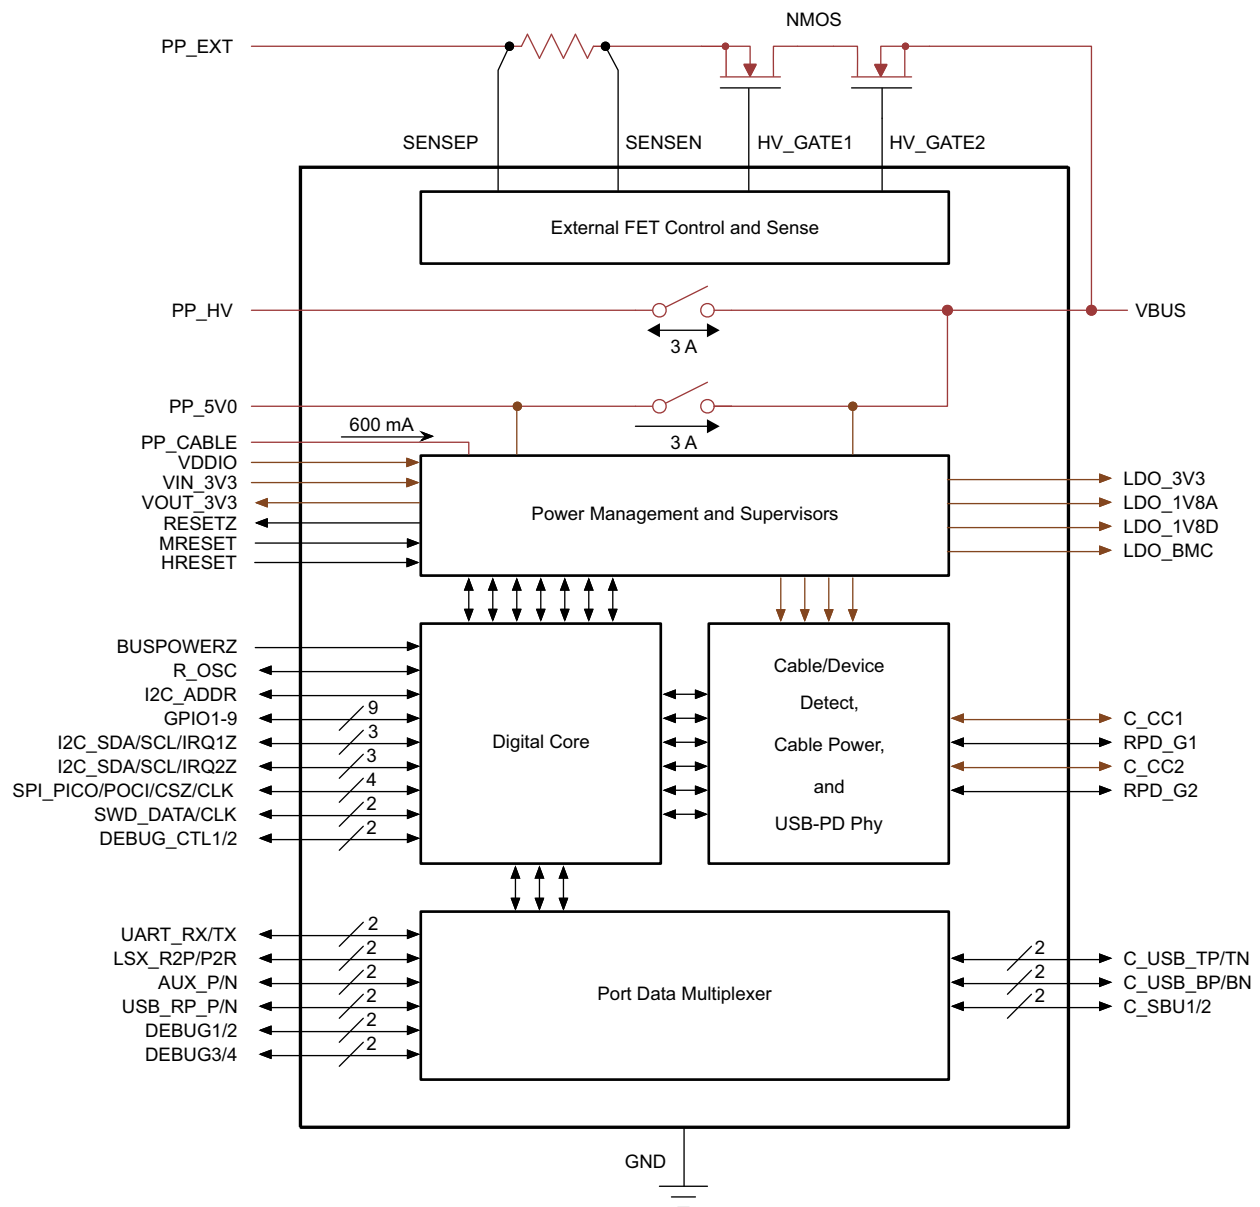 NMOS
PP_EXT
SENSEP
SENSEN
HV_GATE1
HV_GATE2
External FET Control and Sense
PP_HV
VBUS
3 A
PP_5V0
600 mA
3 A
PP_CABLE
VDDIO
VIN_3V3
VOUT_3V3
RESETZ
MRESET
HRESET
Power Management and Supervisors
LDO_3V3
LDO_1V8A
LDO_1V8D
LDO_BMC
BUSPOWERZ
R_OSC
I2C_ADDR
GPIO1-9
9
I2C_SDA/SCL/IRQ1Z
3
I2C_SDA/SCL/IRQ2Z
3
SPI_PICO/POCI/CSZ/CLK
4
SWD_DATA/CLK
2
DEBUG_CTL1/2
2
Digital Core
Cable/Device
Detect,
Cable Power,
and
USB-PD Phy
C_CC1
RPD_G1
C_CC2
RPD_G2
UART_RX/TX
2
LSX_R2P/P2R
2
AUX_P/N
2
USB_RP_P/N
2
DEBUG1/2
2
DEBUG3/4
2
Port Data Multiplexer
2
C_USB_TP/TN
2
C_USB_BP/BN
2
C_SBU1/2
GND